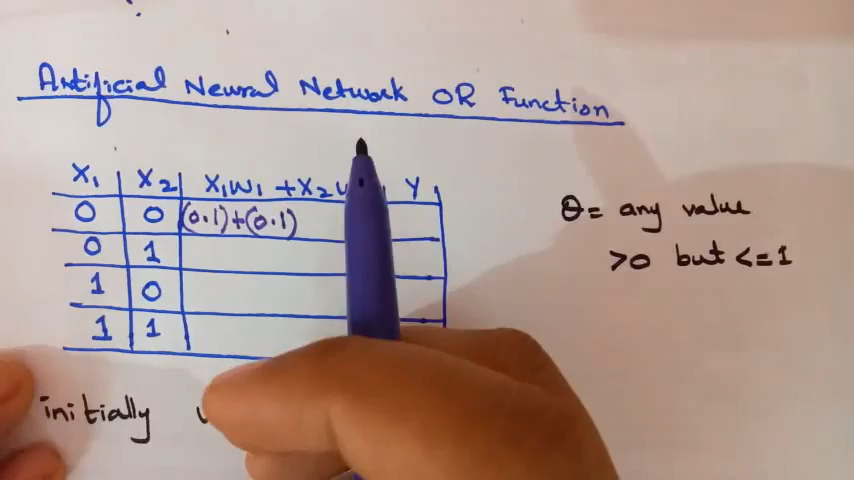 Artificial Neural Network OR Function
X1 X2 X1W1 + X2 Y
0 0 (0.1)+(0.1)
0 1
1 0
1 1
θ= any value
>0 but <=1
initially